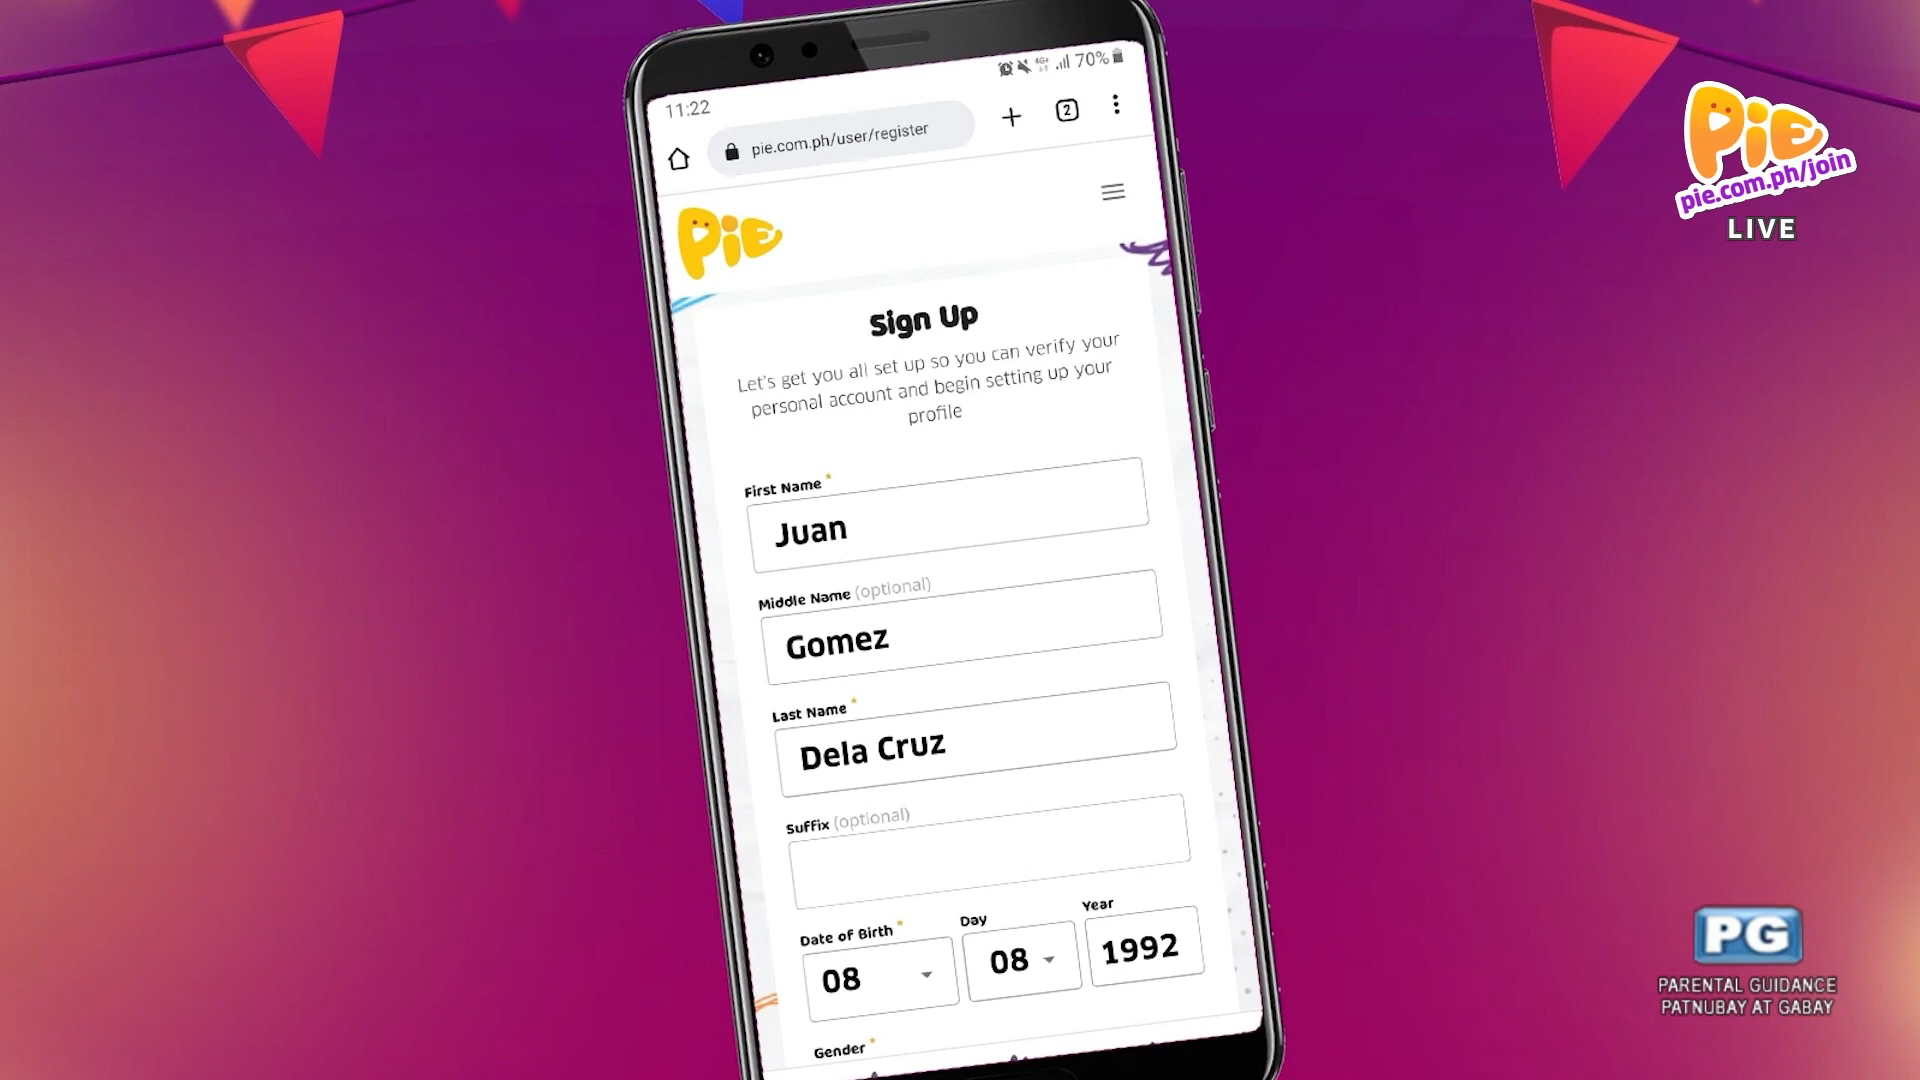 11:22
4G+
70%
pie.com.ph/user/register
2
PiE
Sign Up
Let's get you all set up so you can verify your
personal account and begin setting up your
profile
First Name *
Juan
Middle Name (optional)
Gomez
Last Name *
Dela Cruz
Suffix (optional)
Date of Birth * Day Year
08 08 1992
Gender *
PiE
pie.com.ph/join
LIVE
PG
PARENTAL GUIDANCE
PATNUBAY AT GABAY